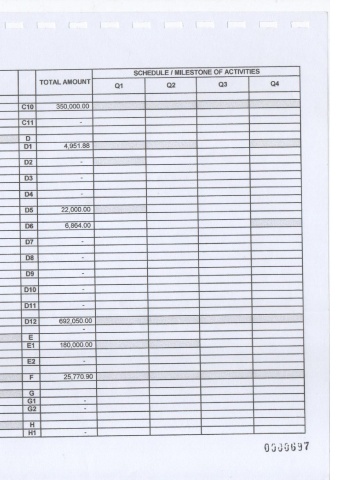 SCHEDULE / MILESTONE OF ACTIVITIES
TOTAL AMOUNT Q1 Q2 Q3 Q4
C10 350,000.00
C11 -
D
D1 4,951.88
D2 -
D3 -
D4 -
D5 22,000.00
D6 6,864.00
D7 -
D8 -
D9 -
D10 -
D11 -
D12 692,050.00
-
E
E1 180,000.00
E2 -
F 25,770.90
G
G1 -
G2 -
H
H1 -